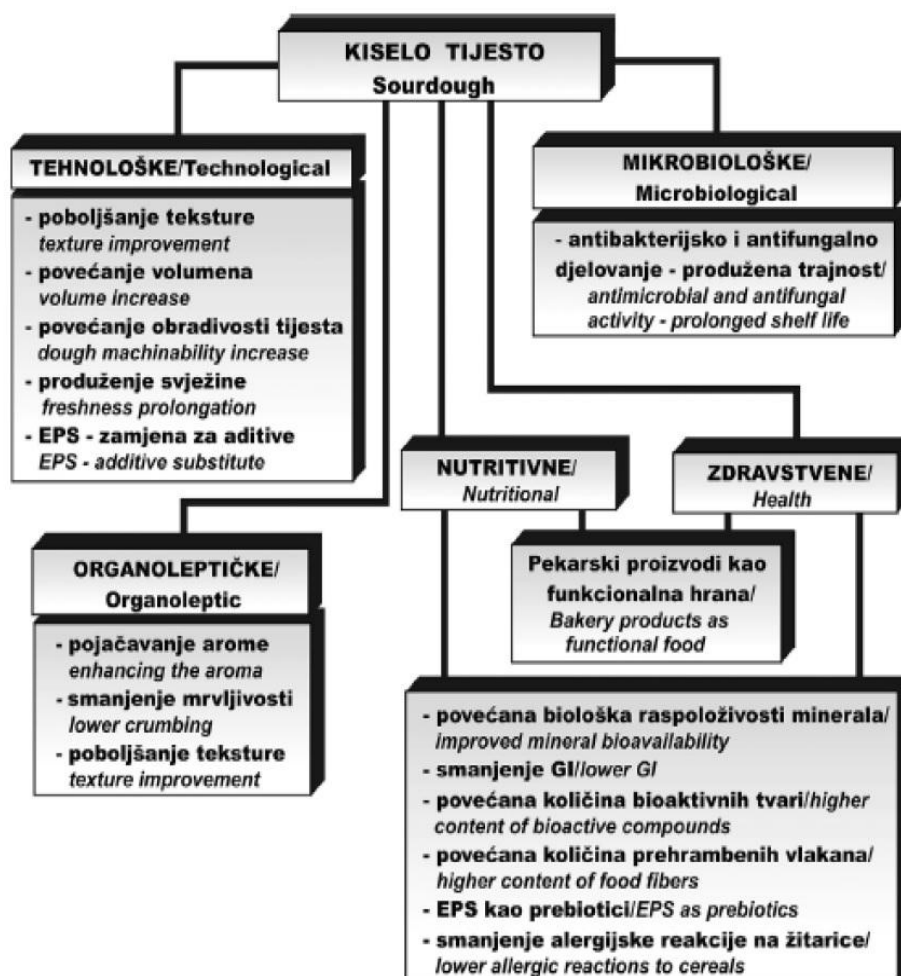 KISELO TIJESTO
Sourdough
TEHNOLOŠKE/Technological
- poboljšanje teksture
texture improvement
- povećanje volumena
volume increase
- povećanje obradivosti tijesta
dough machinability increase
- produženje svježine
freshness prolongation
- EPS - zamjena za aditive
EPS - additive substitute
MIKROBIOLOŠKE/
Microbiological
- antibakterijsko i antifungalno
djelovanje - produžena trajnost/
antimicrobial and antifungal
activity - prolonged shelf life
NUTRITIVNE/
Nutritional
ZDRAVSTVENE/
Health
ORGANOLEPTIČKE/
Organoleptic
- pojačavanje arome
enhancing the aroma
- smanjenje mrvljivosti
lower crumbing
- poboljšanje teksture
texture improvement
Pekarski proizvodi kao
funkcionalna hrana/
Bakery products as
functional food
- povećana biološka raspoloživosti minerala/
improved mineral bioavailability
- smanjenje GI/lower GI
- povećana količina bioaktivnih tvari/higher
content of bioactive compounds
- povećana količina prehrambenih vlakana/
higher content of food fibers
- EPS kao prebiotici/EPS as prebiotics
- smanjenje alergijske reakcije na žitarice/
lower allergic reactions to cereals